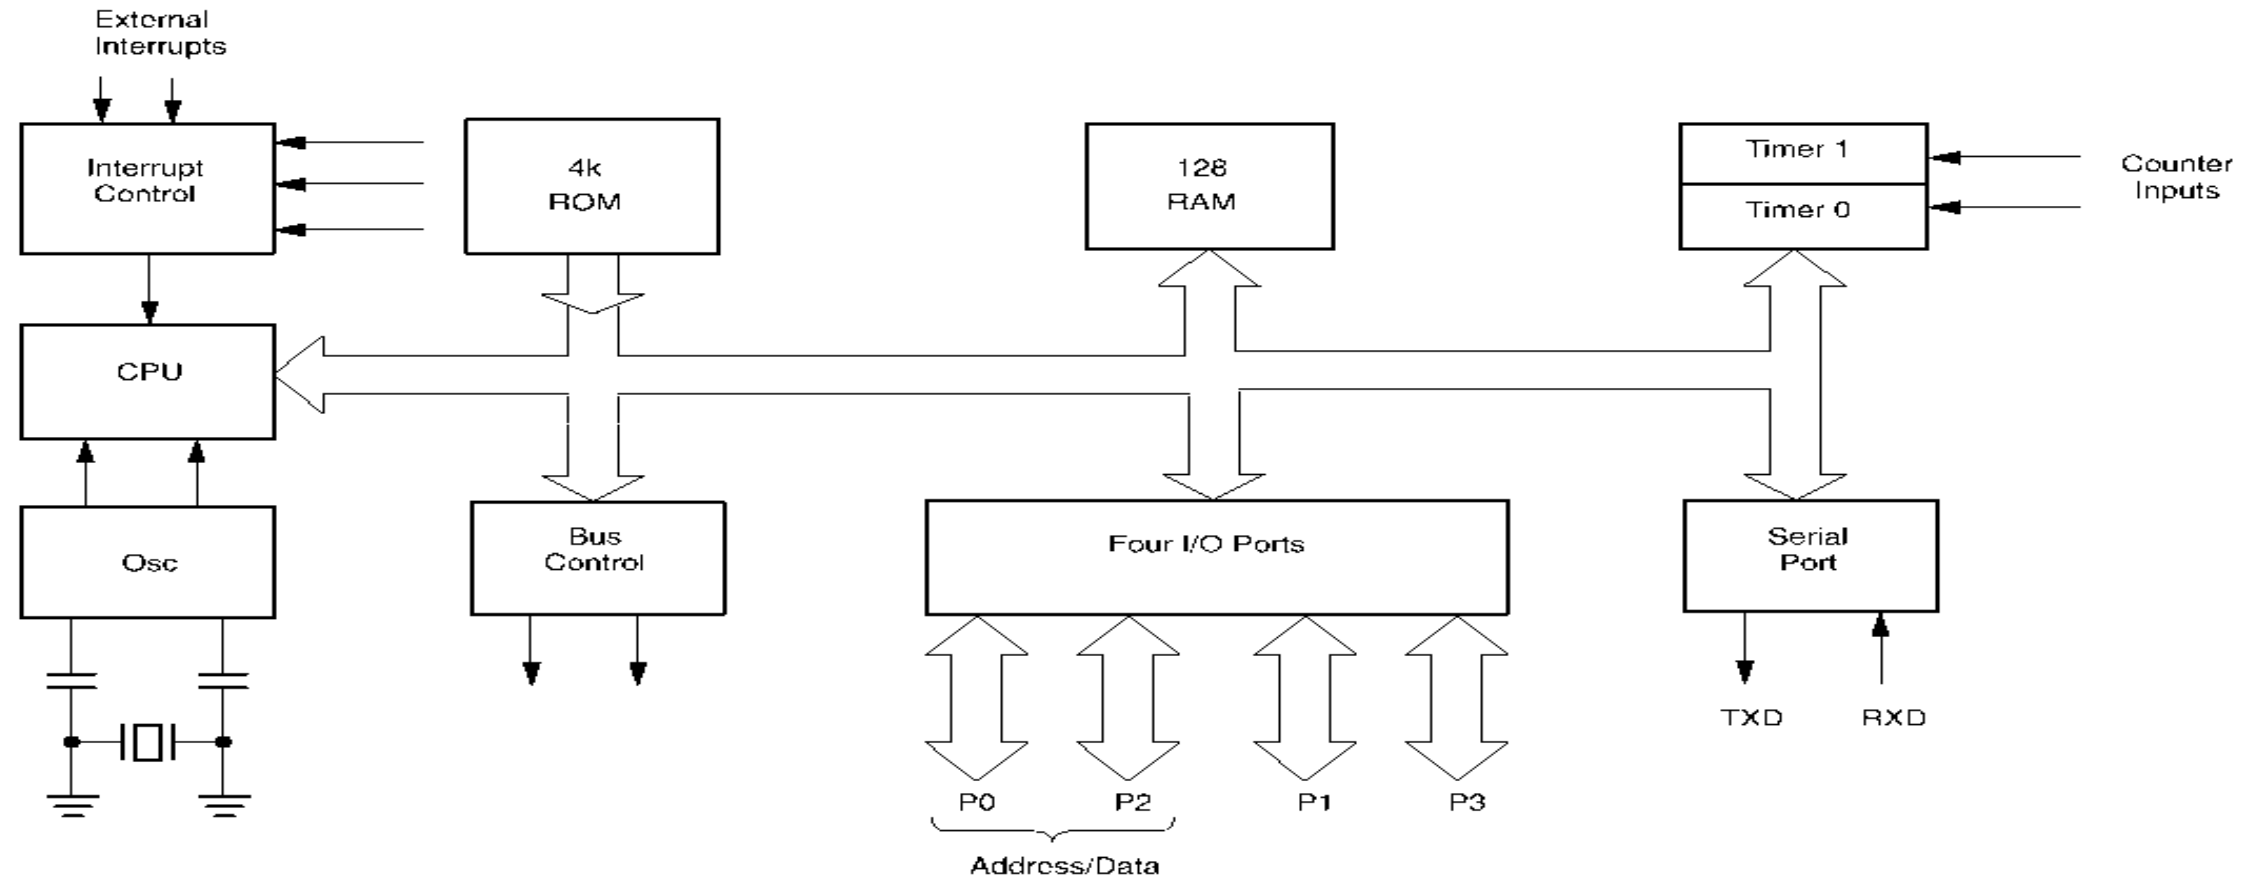 External
Interrupts
Interrupt
Control
4k
ROM
128
RAM
Timer 1
Timer 0
Counter
Inputs
CPU
Osc
Bus
Control
Four I/O Ports
Serial
Port
TXD
RXD
P0
P2
P1
P3
Address/Data